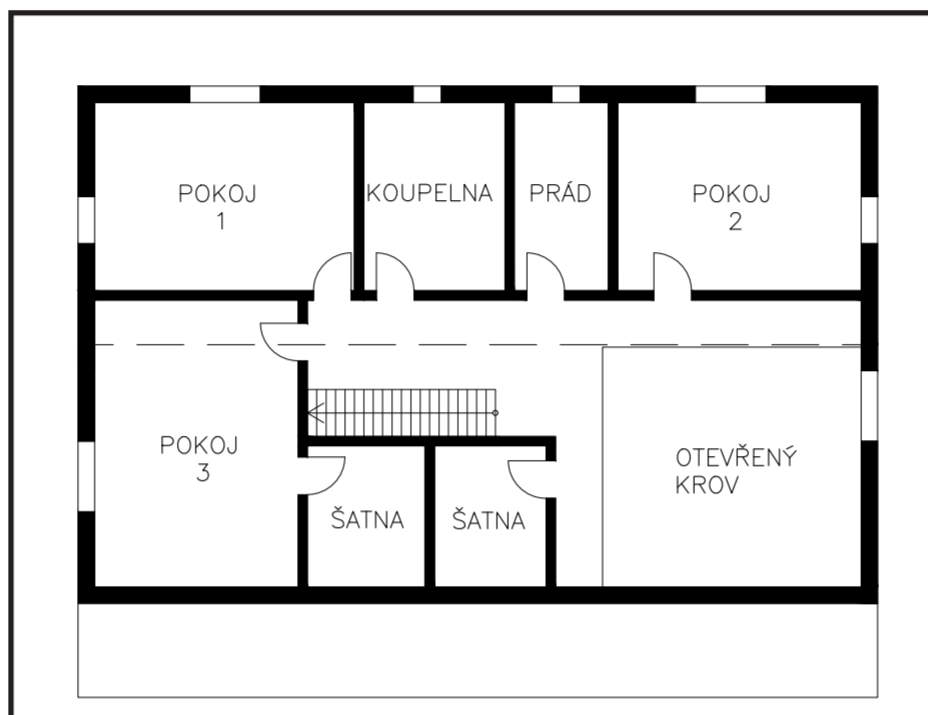 POKOJ
1
KOUPELNA
PRÁD
POKOJ
2
POKOJ
3
ŠATNA
ŠATNA
OTEVŘENÝ
KROV